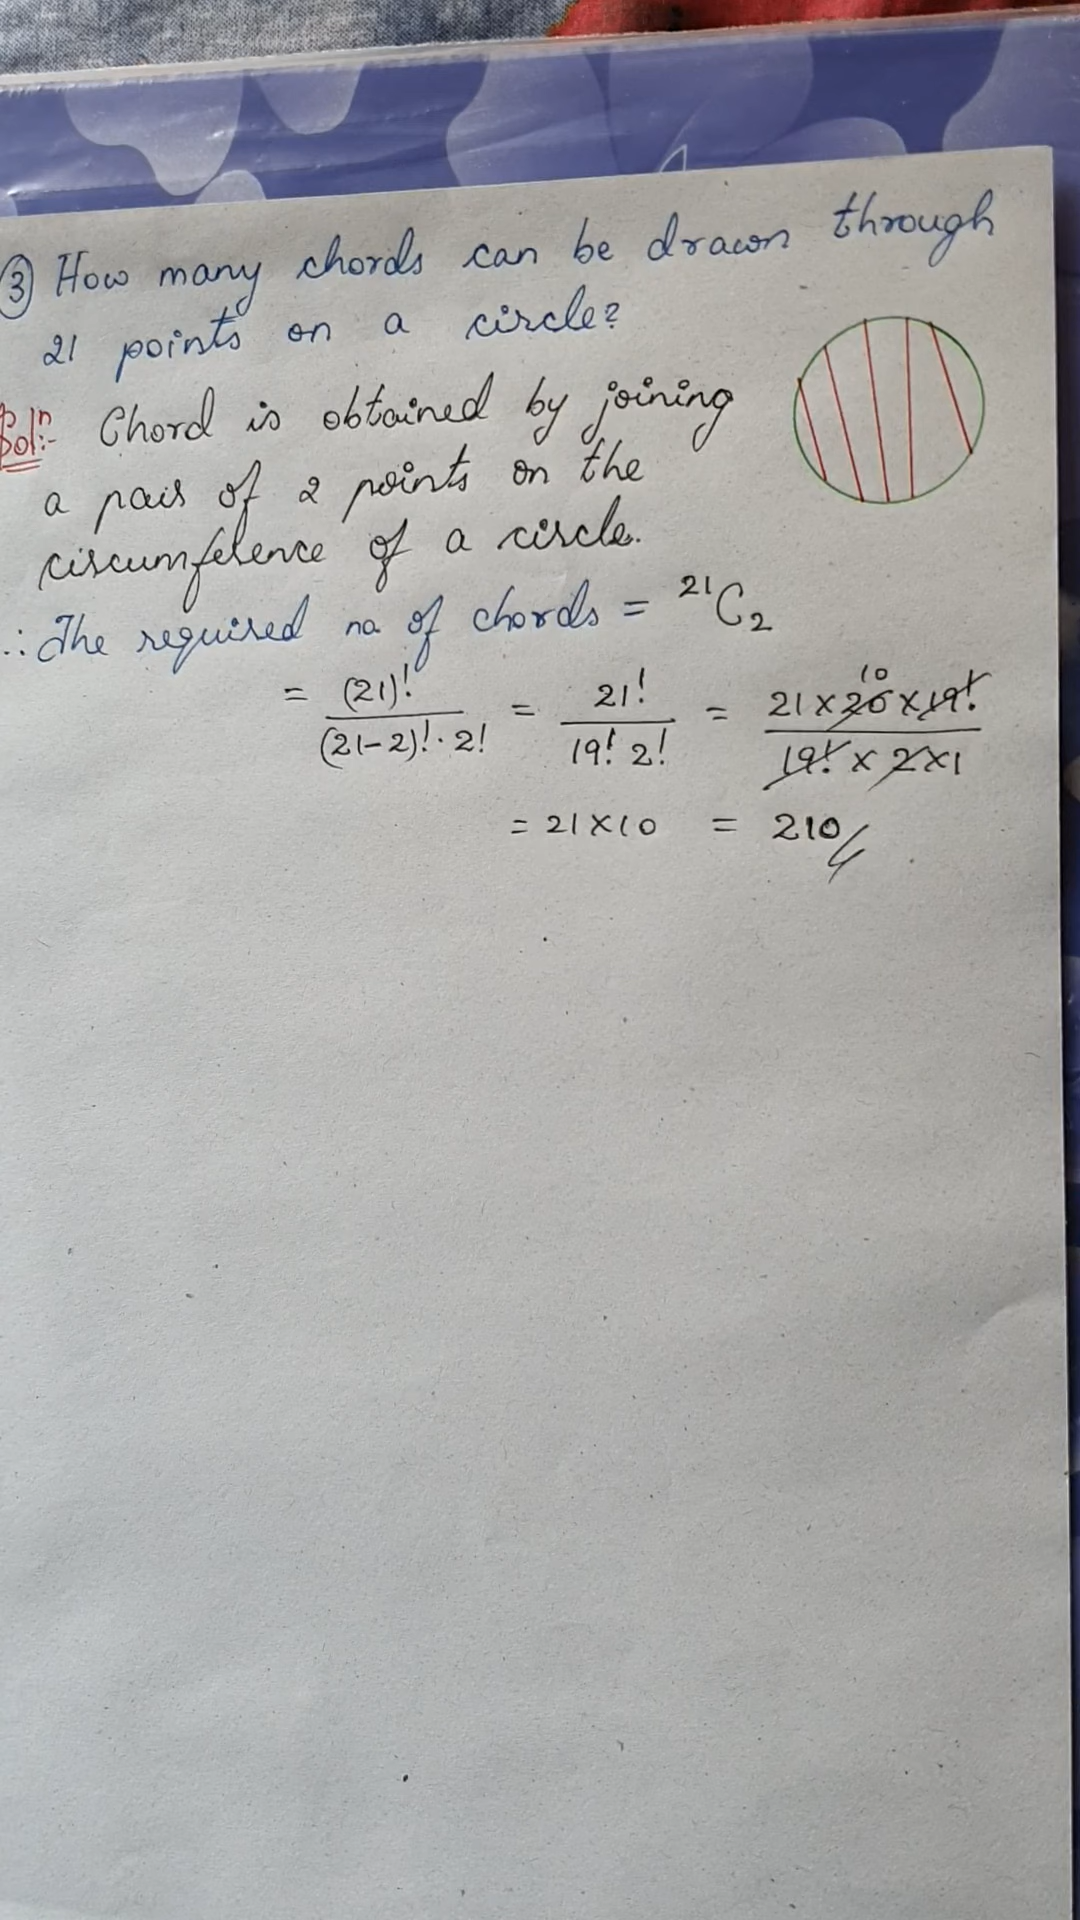 ③ How many chords can be drawn through
21 points on a circle?
Solⁿ:- Chord is obtained by joining
a pair of 2 points on the
circumference of a circle.
∴ The required no of chords = ²¹C₂
= (21)! / (21-2)! · 2! = 21! / 19! 2! = 21 × 20 × 19! / 19! × 2 × 1
10
= 21 × 10 = 210 //